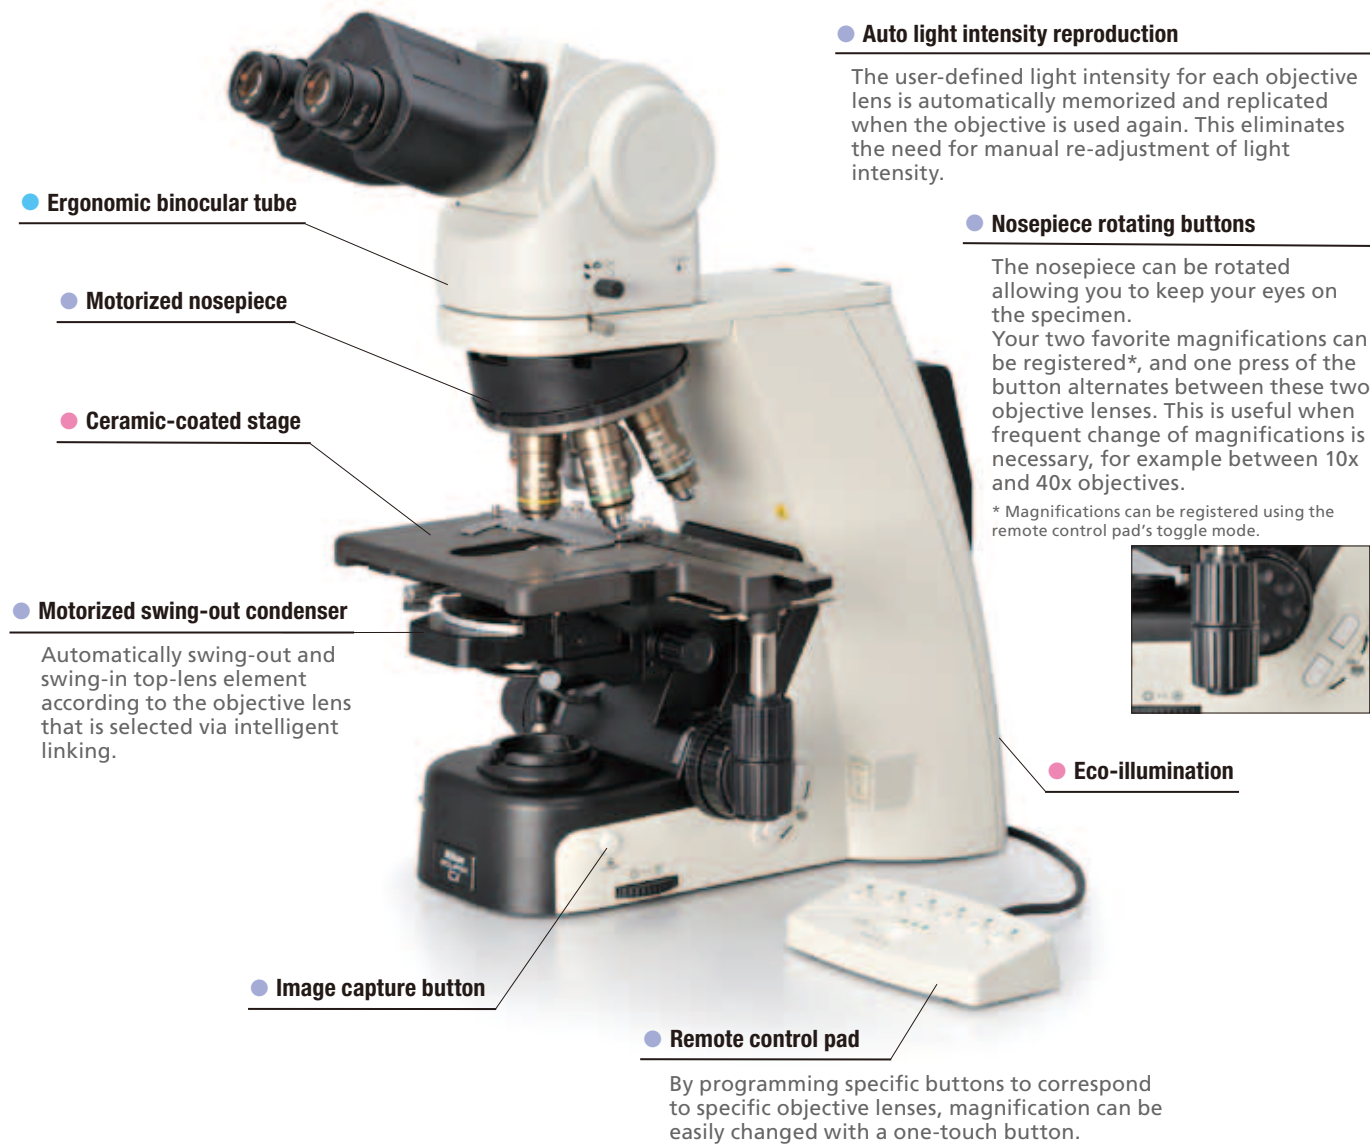 Auto light intensity reproduction
The user-defined light intensity for each objective
lens is automatically memorized and replicated
when the objective is used again. This eliminates
the need for manual re-adjustment of light
intensity.
Ergonomic binocular tube
Nosepiece rotating buttons
The nosepiece can be rotated
allowing you to keep your eyes on
the specimen.
Your two favorite magnifications can
be registered*, and one press of the
button alternates between these two
objective lenses. This is useful when
frequent change of magnifications is
necessary, for example between 10x
and 40x objectives.
* Magnifications can be registered using the
remote control pad's toggle mode.
Motorized nosepiece
Ceramic-coated stage
Motorized swing-out condenser
Automatically swing-out and
swing-in top-lens element
according to the objective lens
that is selected via intelligent
linking.
Eco-illumination
Nikon
Image capture button
Remote control pad
By programming specific buttons to correspond
to specific objective lenses, magnification can be
easily changed with a one-touch button.